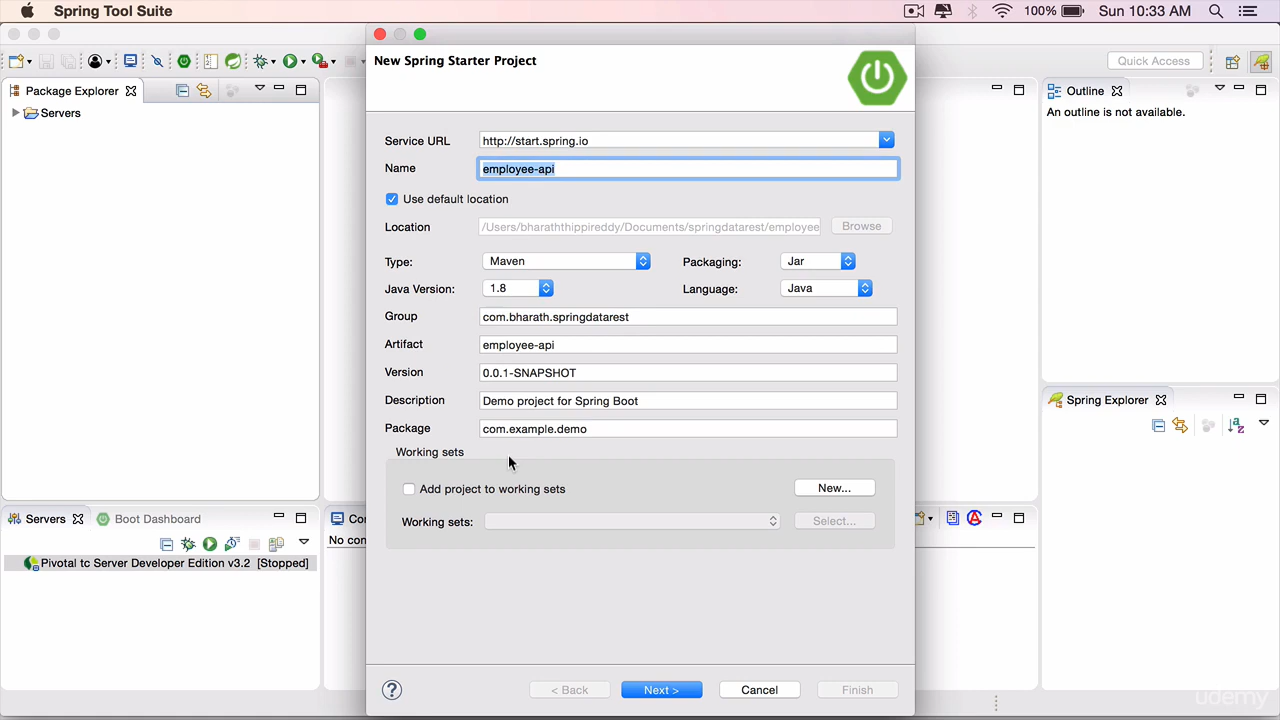 Spring Tool Suite
100%
Sun 10:33 AM
New Spring Starter Project
Quick Access
Package Explorer
Servers
Outline
An outline is not available.
Service URL
http://start.spring.io
Name
employee-api
Use default location
Location
/Users/bharaththippireddy/Documents/springdatarest/employee
Browse
Type:
Maven
Packaging:
Jar
Java Version:
1.8
Language:
Java
Group
com.bharath.springdatarest
Artifact
employee-api
Version
0.0.1-SNAPSHOT
Description
Demo project for Spring Boot
Package
com.example.demo
Working sets
Add project to working sets
New...
Working sets:
Select...
Spring Explorer
Servers
Boot Dashboard
Pivotal tc Server Developer Edition v3.2 [Stopped]
Con
No con
< Back
Next >
Cancel
Finish
udemy